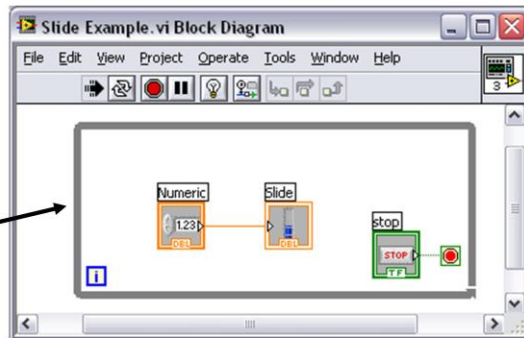 Slide Example.vi Block Diagram
File Edit View Project Operate Tools Window Help
3
Numeric
1.23
DBL
Slide
DBL
stop
STOP
TF
i